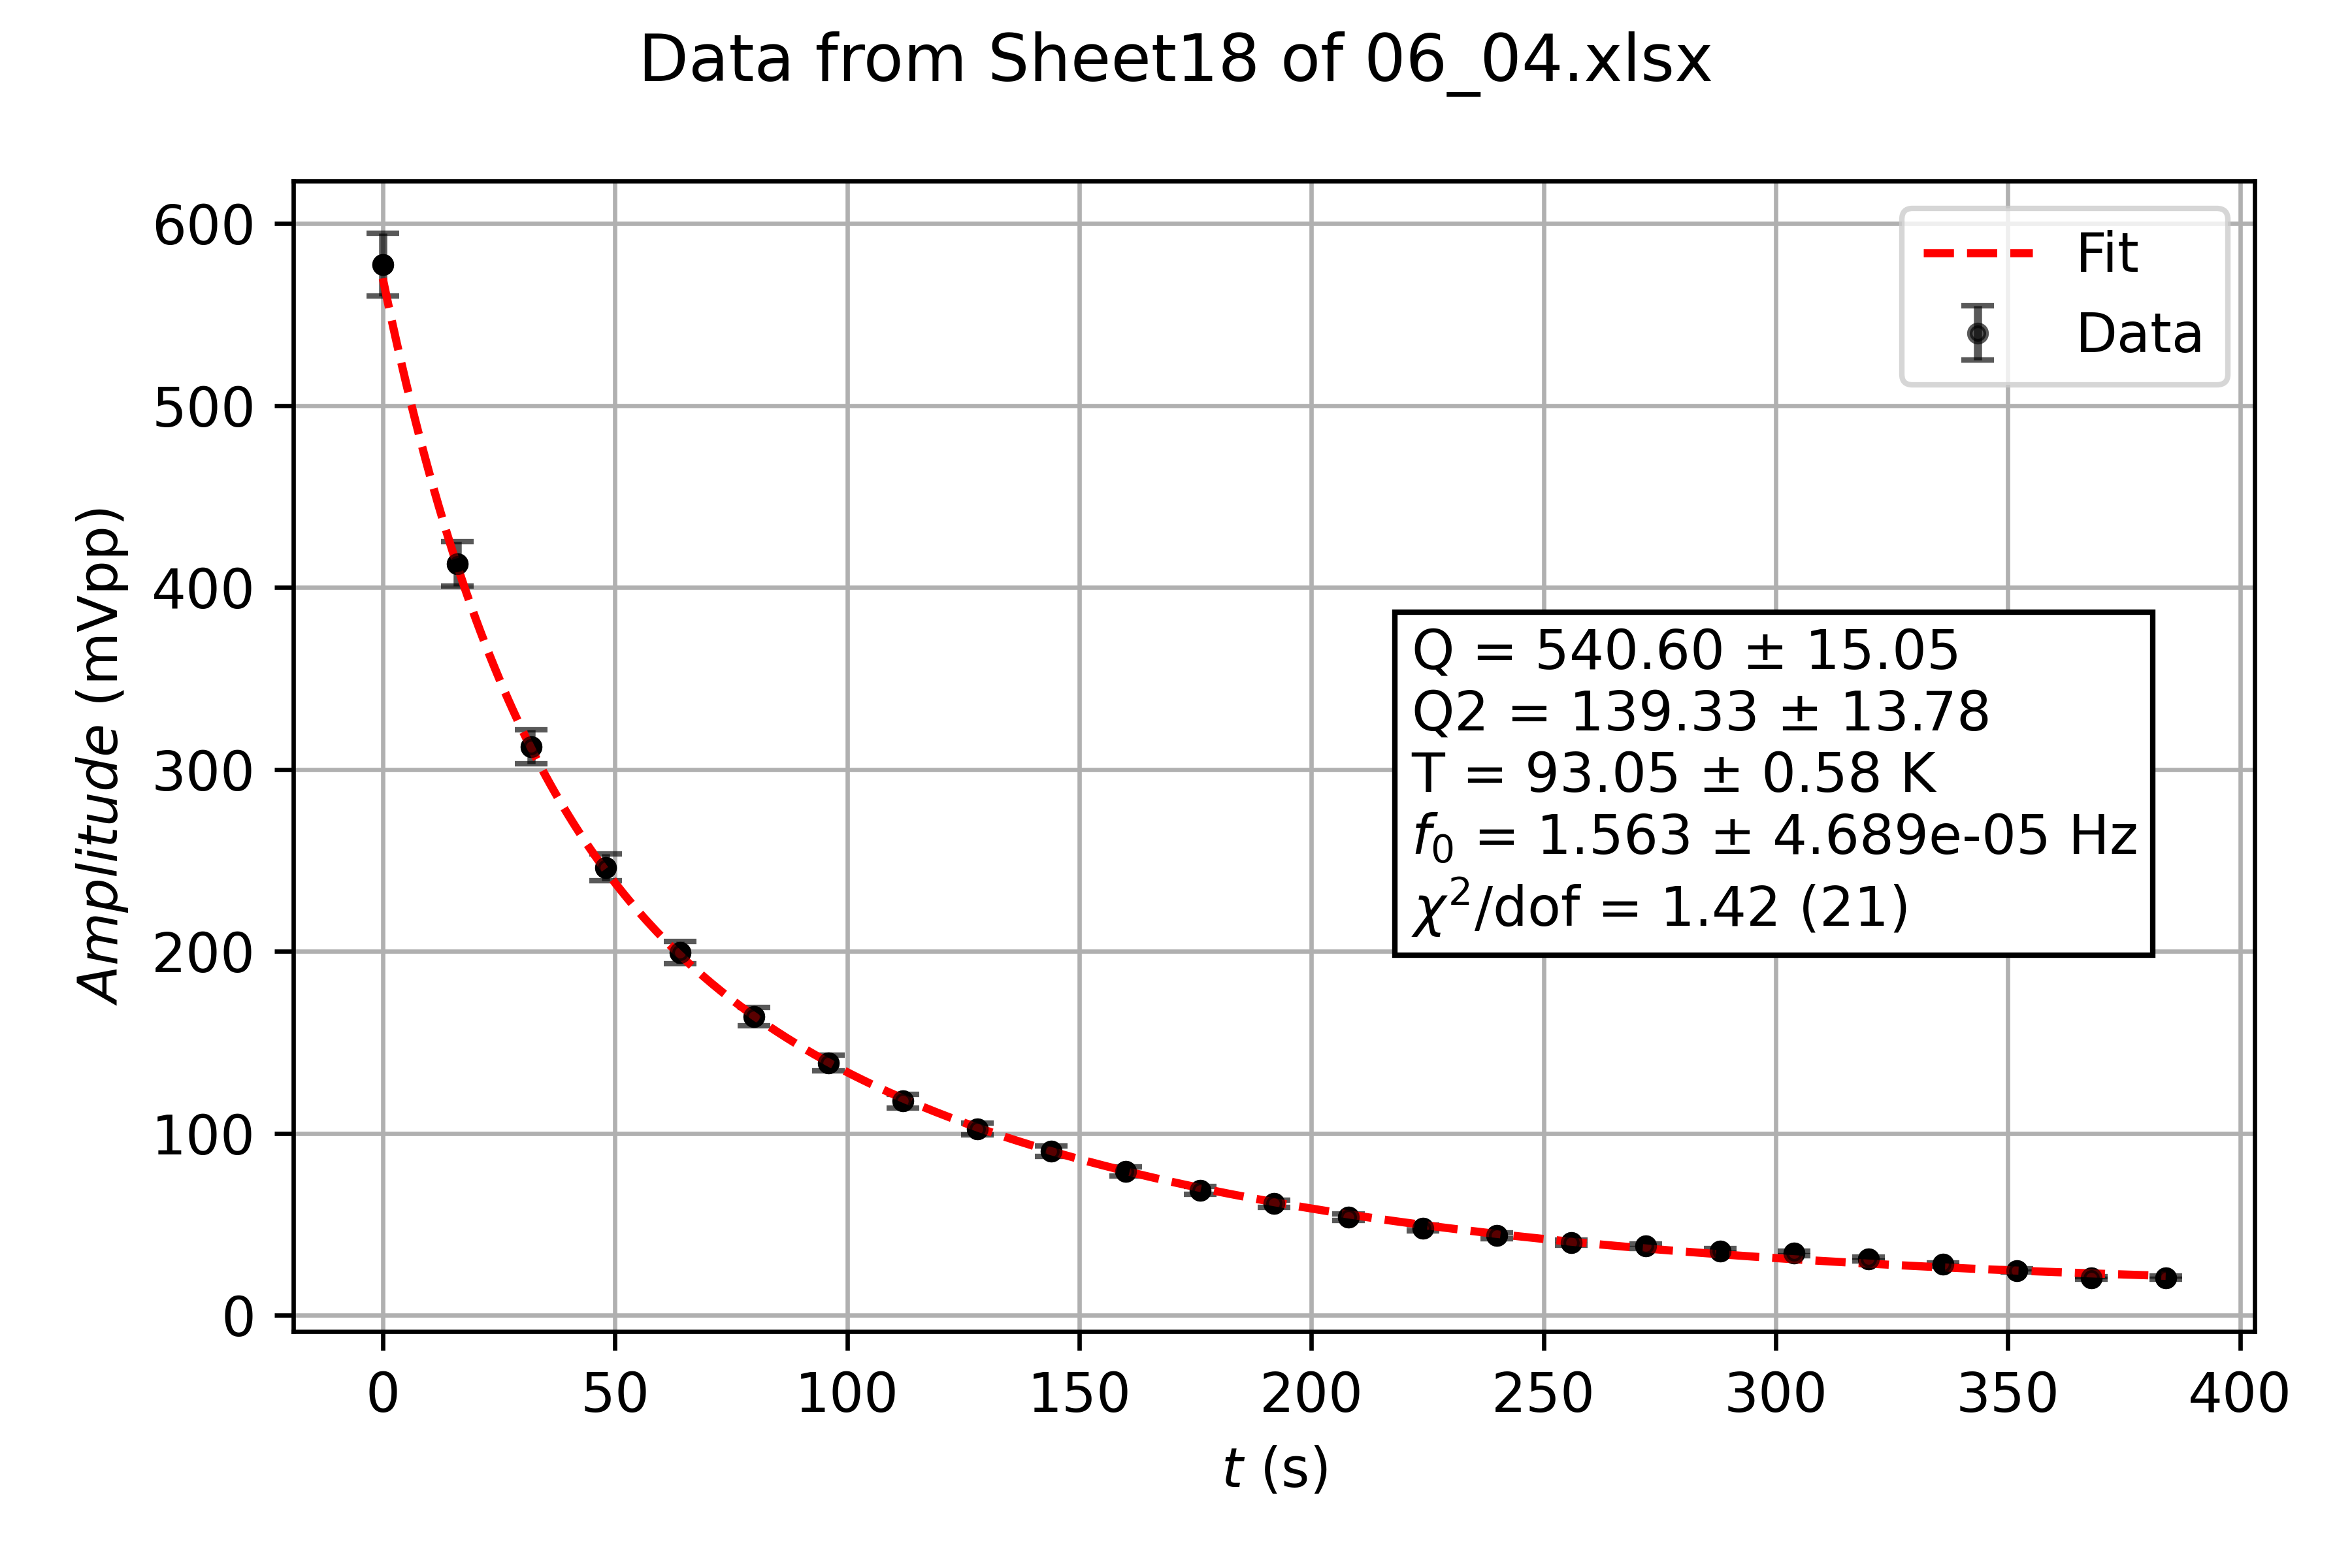 Data from Sheet18 of 06_04.xlsx
600
500
400
300
200
100
0
Amplitude (mVpp)
Fit
Data
Q = 540.60 ± 15.05
Q2 = 139.33 ± 13.78
T = 93.05 ± 0.58 K
f₀ = 1.563 ± 4.689e-05 Hz
χ²/dof = 1.42 (21)
0 50 100 150 200 250 300 350 400
t (s)